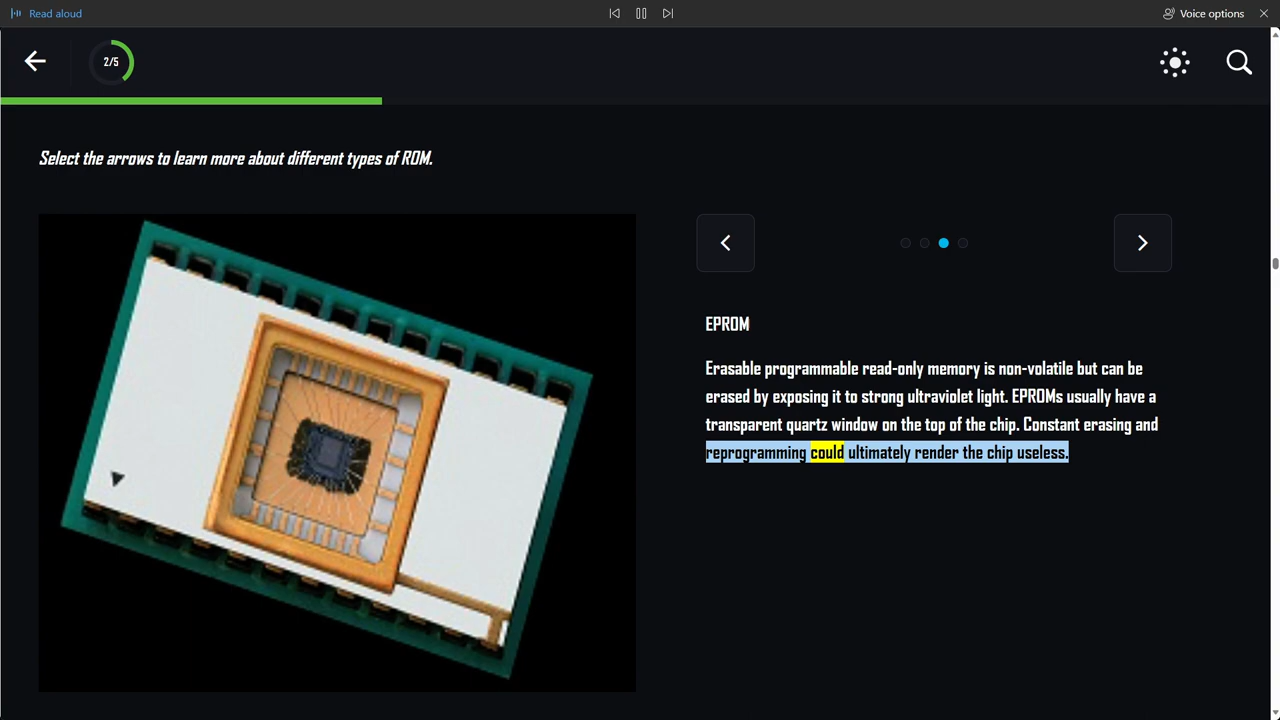 Read aloud
Voice options
2/5
Select the arrows to learn more about different types of ROM.
EPROM
Erasable programmable read-only memory is non-volatile but can be
erased by exposing it to strong ultraviolet light. EPROMs usually have a
transparent quartz window on the top of the chip. Constant erasing and
reprogramming could ultimately render the chip useless.